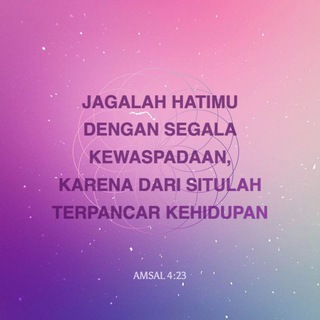 JAGALAH HATIMU
DENGAN SEGALA
KEWASPADAAN,
KARENA DARI SITULAH
TERPANCAR KEHIDUPAN
AMSAL 4:23